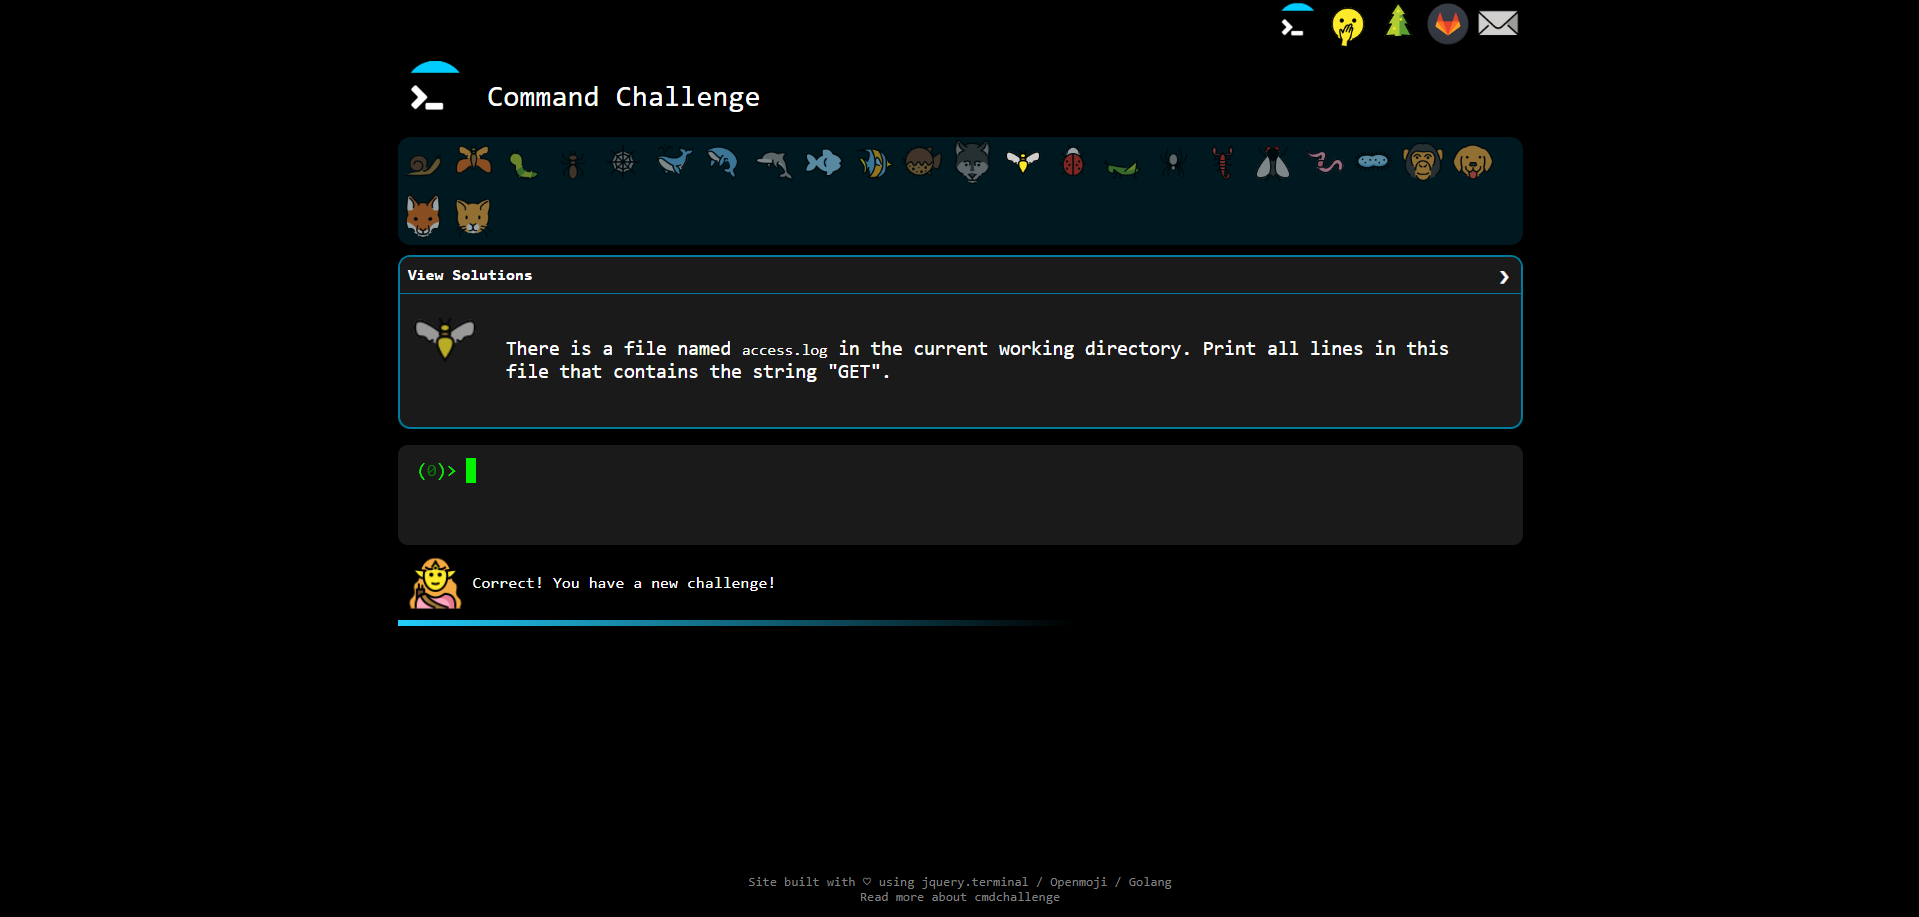 Command Challenge
View Solutions
There is a file named access.log in the current working directory. Print all lines in this
file that contains the string "GET".
(0)>
Correct! You have a new challenge!
Site built with ♡ using jquery.terminal / Openmoji / Golang
Read more about cmdchallenge